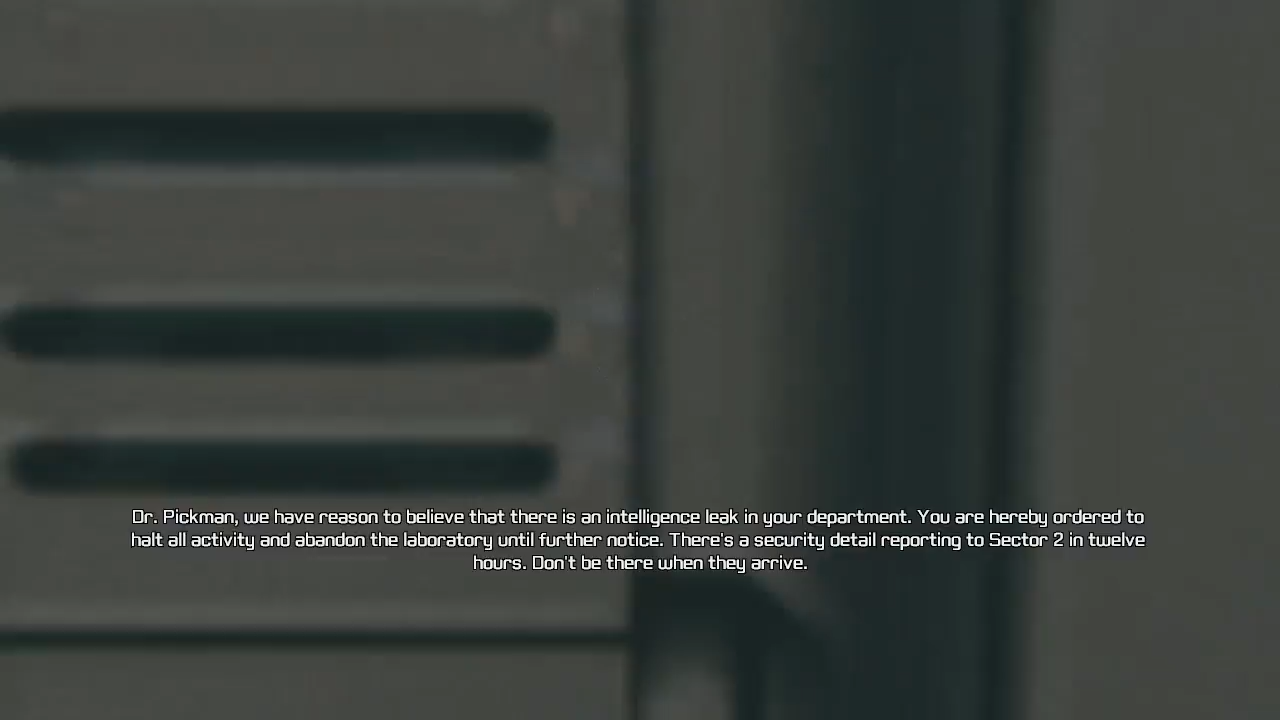 Dr. Pickman, we have reason to believe that there is an intelligence leak in your department. You are hereby ordered to
halt all activity and abandon the laboratory until further notice. There's a security detail reporting to Sector 2 in twelve
hours. Don't be there when they arrive.